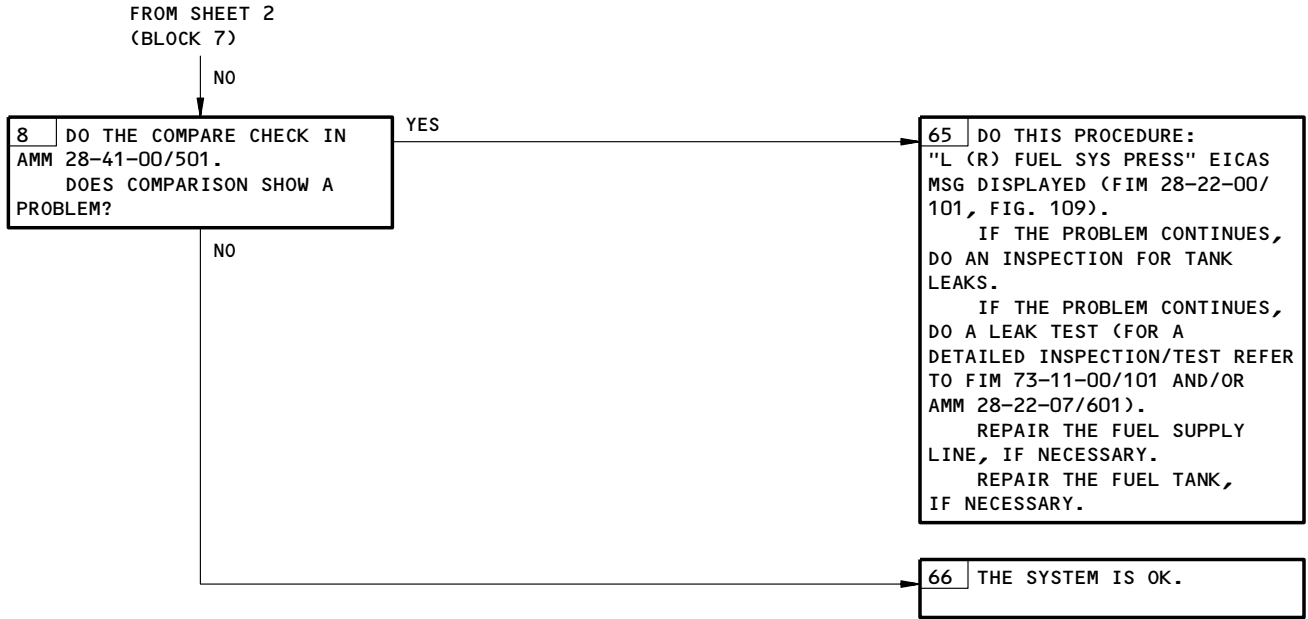 FROM SHEET 2
(BLOCK 7)
NO
8 DO THE COMPARE CHECK IN
AMM 28-41-00/501.
DOES COMPARISON SHOW A
PROBLEM?
YES
NO
65 DO THIS PROCEDURE:
"L (R) FUEL SYS PRESS" EICAS
MSG DISPLAYED (FIM 28-22-00/
101, FIG. 109).
IF THE PROBLEM CONTINUES,
DO AN INSPECTION FOR TANK
LEAKS.
IF THE PROBLEM CONTINUES,
DO A LEAK TEST (FOR A
DETAILED INSPECTION/TEST REFER
TO FIM 73-11-00/101 AND/OR
AMM 28-22-07/601).
REPAIR THE FUEL SUPPLY
LINE, IF NECESSARY.
REPAIR THE FUEL TANK,
IF NECESSARY.
66 THE SYSTEM IS OK.